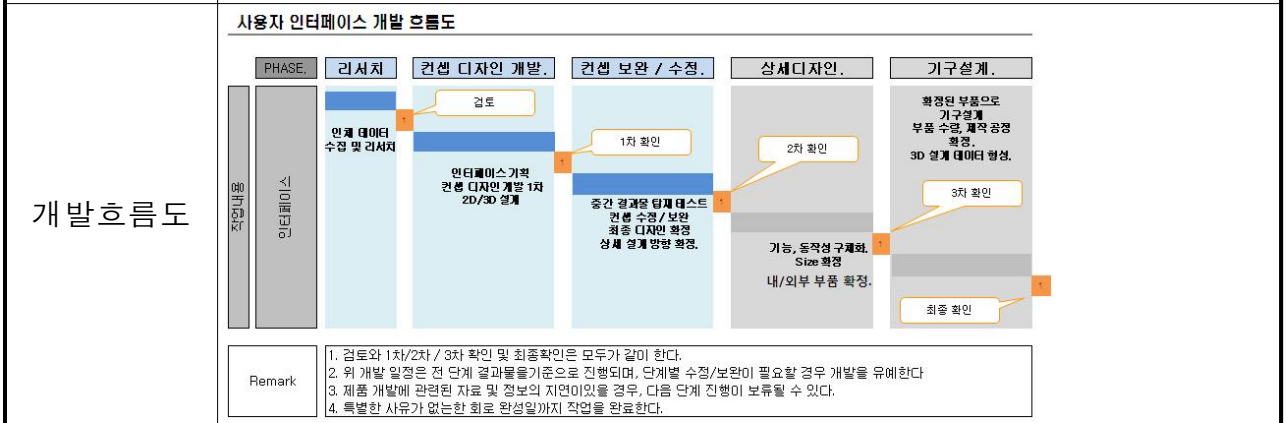 사용자 인터페이스 개발 흐름도
PHASE.
리서치
컨셉 디자인 개발.
컨셉 보완 / 수정.
상세디자인.
기구설계.
개발흐름도
작업내용
인터페이스
1
검토
인체 데이터
수집 및 리서치
1
1차 확인
인터페이스 기획
컨셉 디자인 개발 1차
2D/3D 설계
1
2차 확인
중간 결과물 탑재 테스트
컨셉 수정 / 보완
최종 디자인 확정
상세 설계 방향 확정.
1
3차 확인
기능, 동작성 구체화.
Size 확정
내/외부 부품 확정.
확정된 부품으로
기구설계
부품 수량, 제작 공정
확정.
3D 설계 데이터 형성.
1
최종 확인
Remark
1. 검토와 1차/2차 / 3차 확인 및 최종확인은 모두가 같이 한다.
2. 위 개발 일정은 전 단계 결과물을기준으로 진행되며, 단계별 수정/보완이 필요할 경우 개발을 유예한다
3. 제품 개발에 관련된 자료 및 정보의 지연이있을 경우, 다음 단계 진행이 보류될 수 있다.
4. 특별한 사유가 없는한 회로 완성일까지 작업을 완료한다.